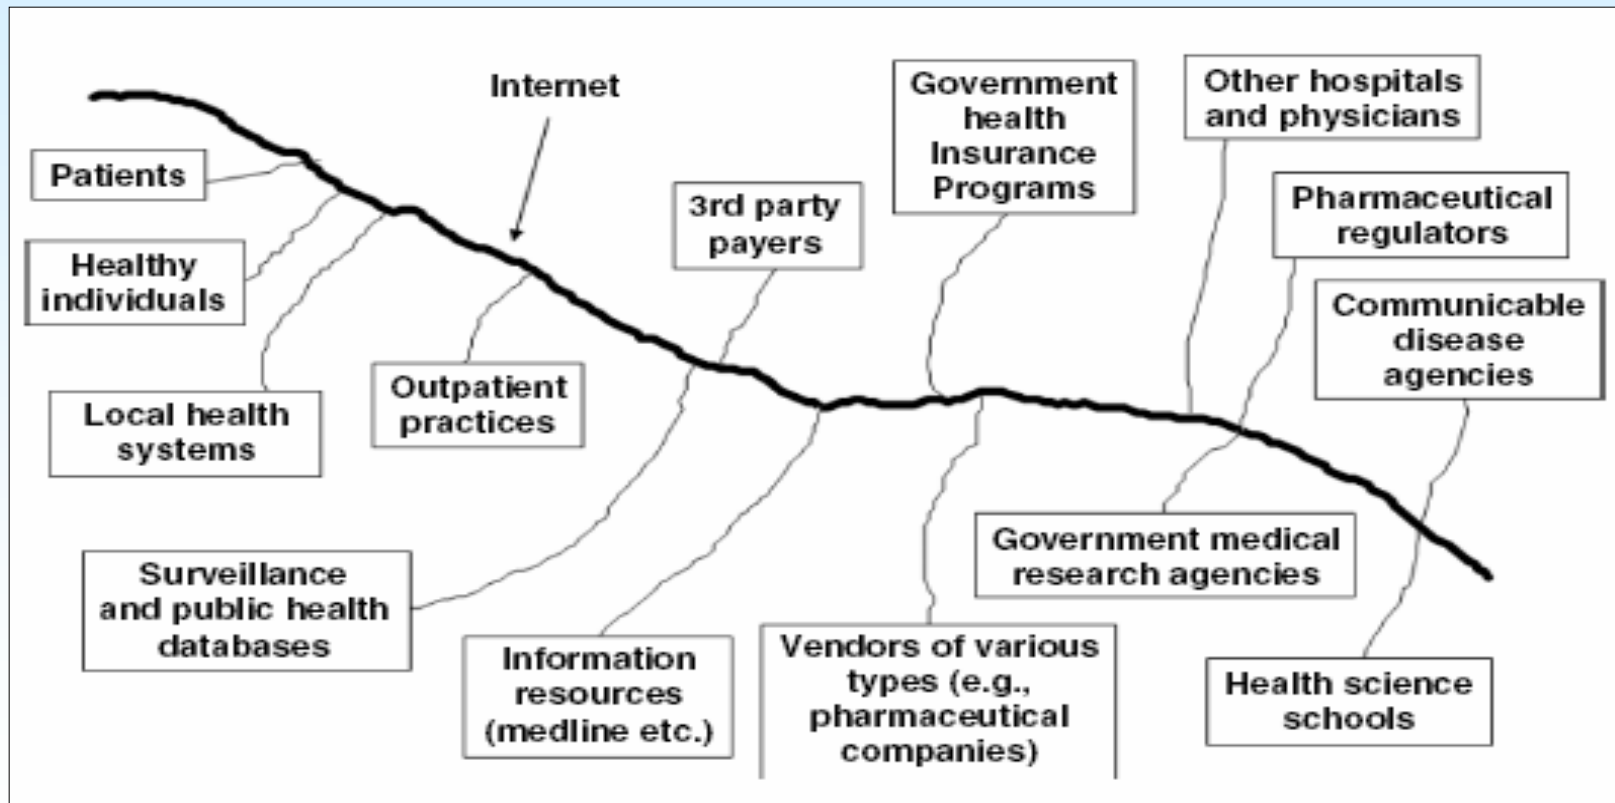 Internet
Patients
Healthy
individuals
Local health
systems
Outpatient
practices
3rd party
payers
Government
health
Insurance
Programs
Other hospitals
and physicians
Pharmaceutical
regulators
Communicable
disease
agencies
Surveillance
and public health
databases
Information
resources
(medline etc.)
Vendors of various
types (e.g.,
pharmaceutical
companies)
Government medical
research agencies
Health science
schools